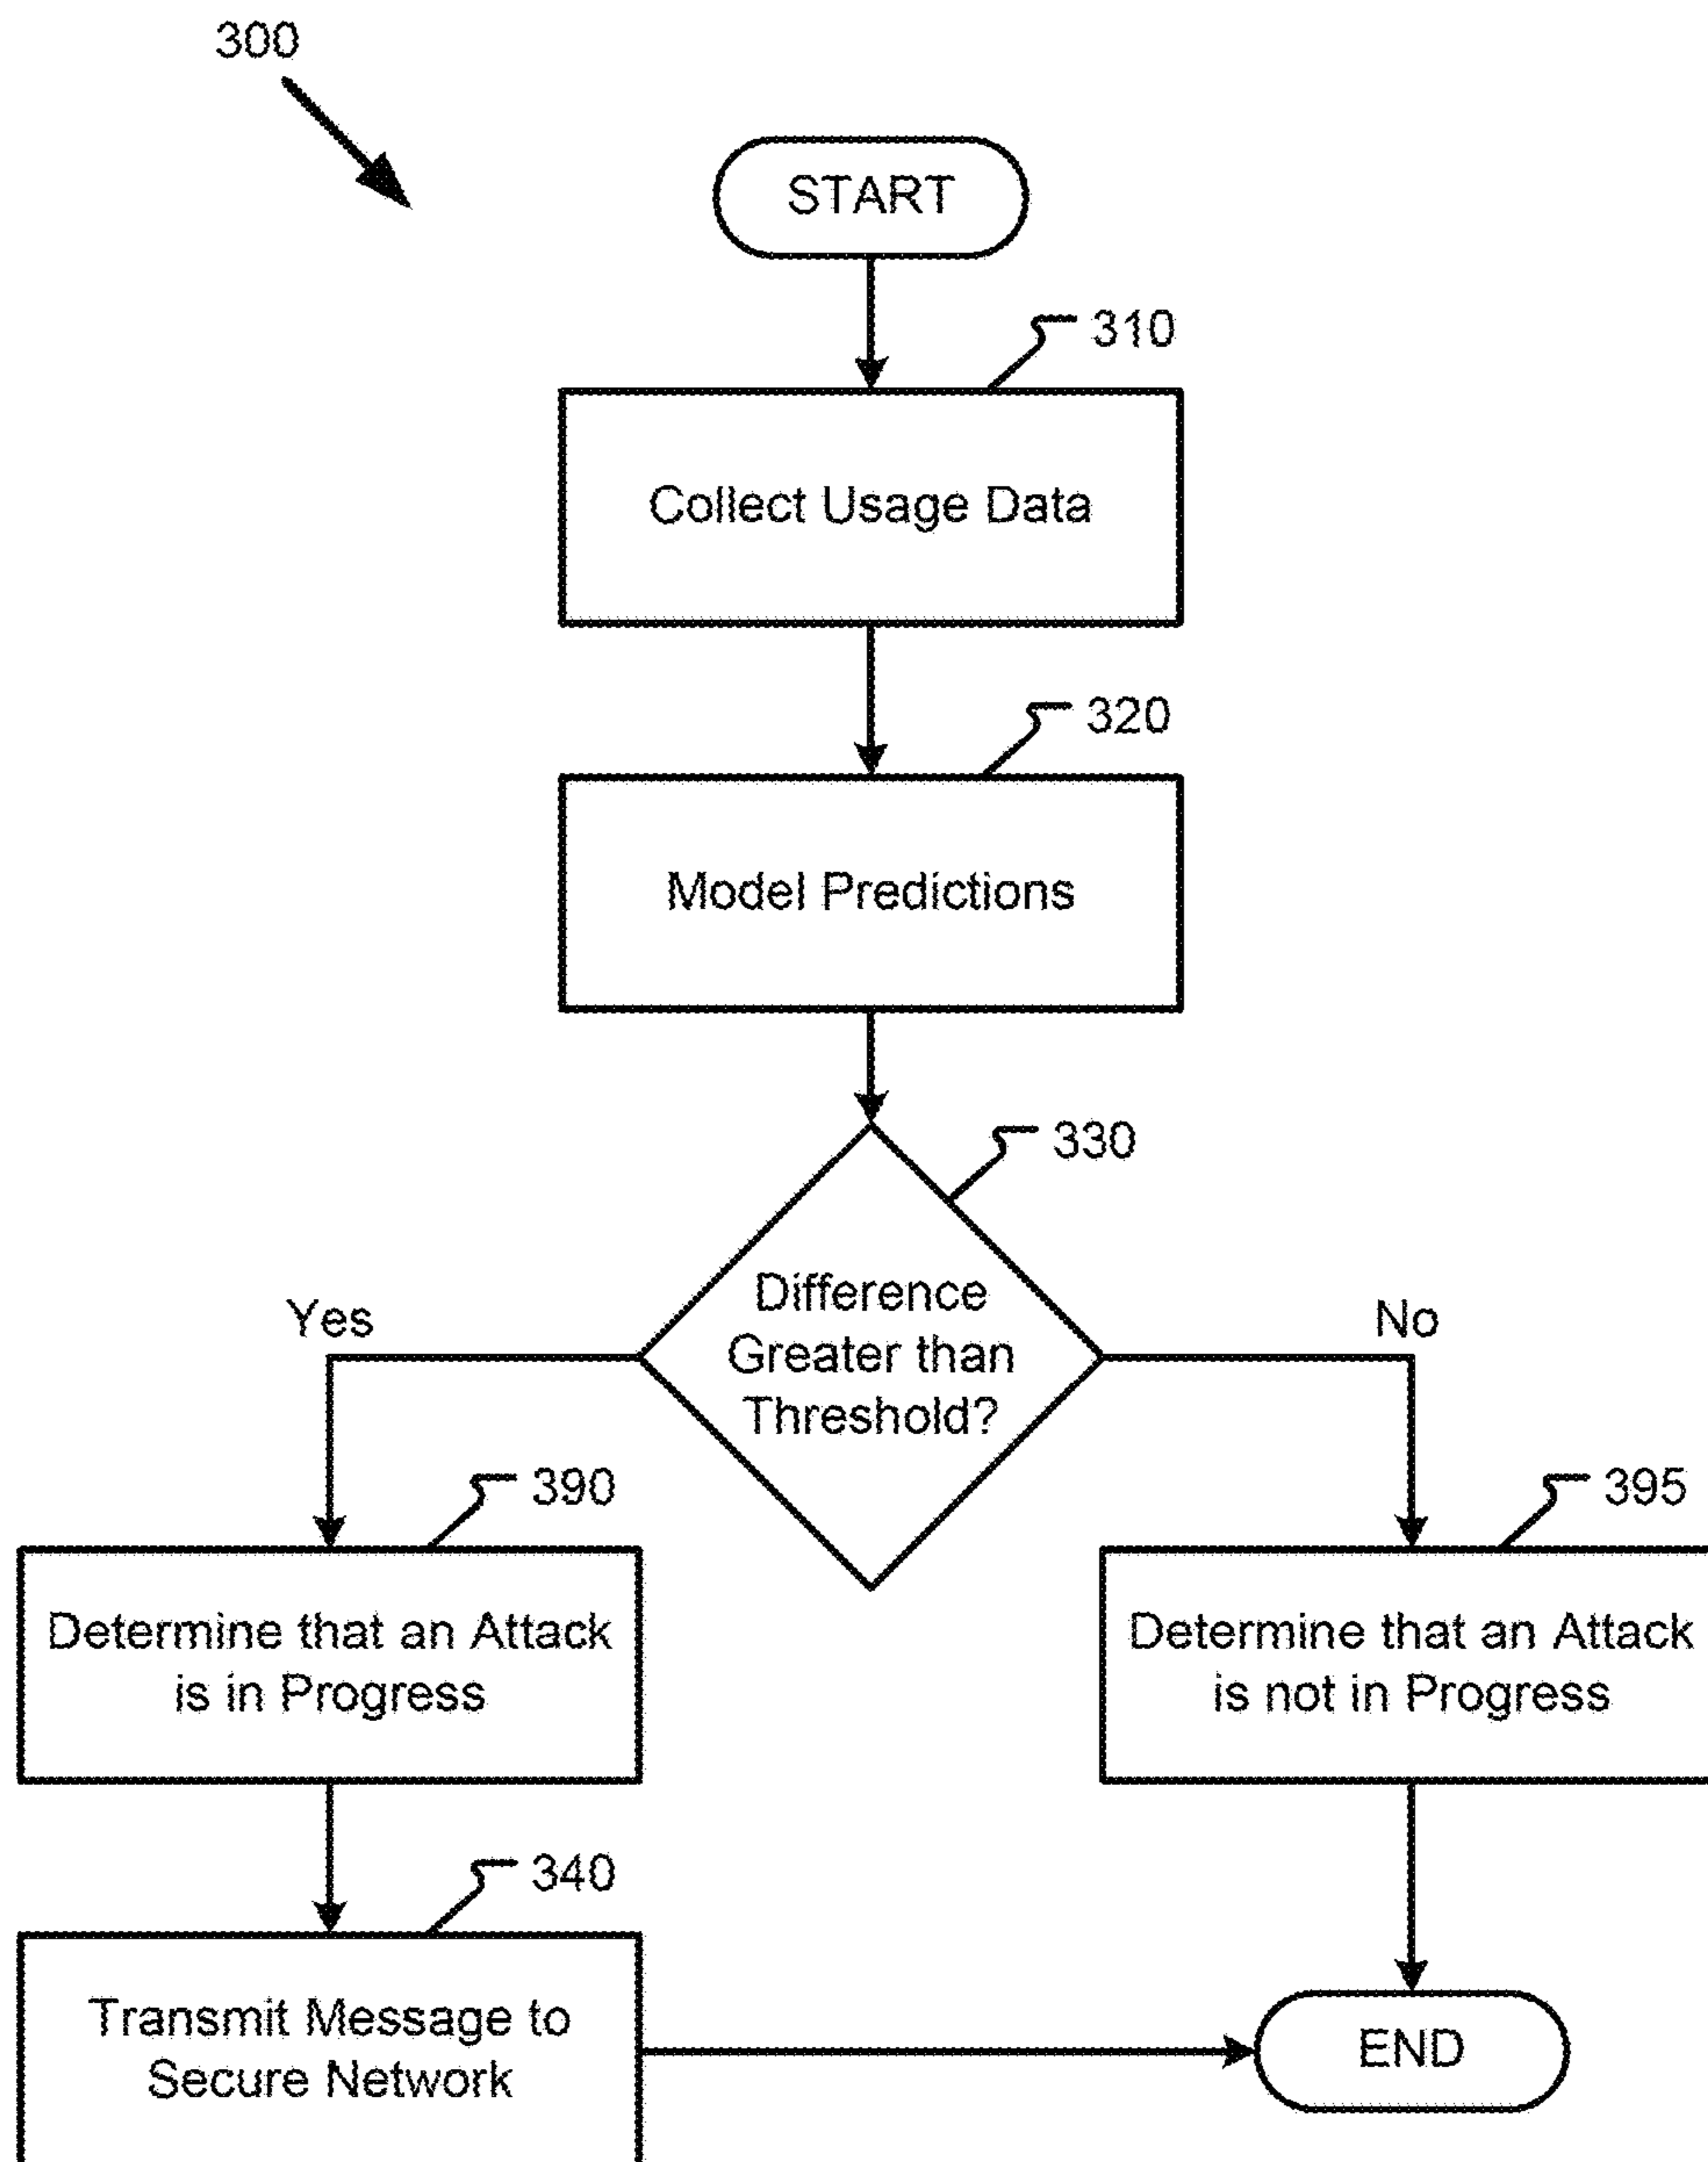 300
START
310
Collect Usage Data
320
Model Predictions
330
Difference
Greater than
Threshold?
Yes
No
390
395
Determine that an Attack
is in Progress
Determine that an Attack
is not in Progress
340
Transmit Message to
Secure Network
END